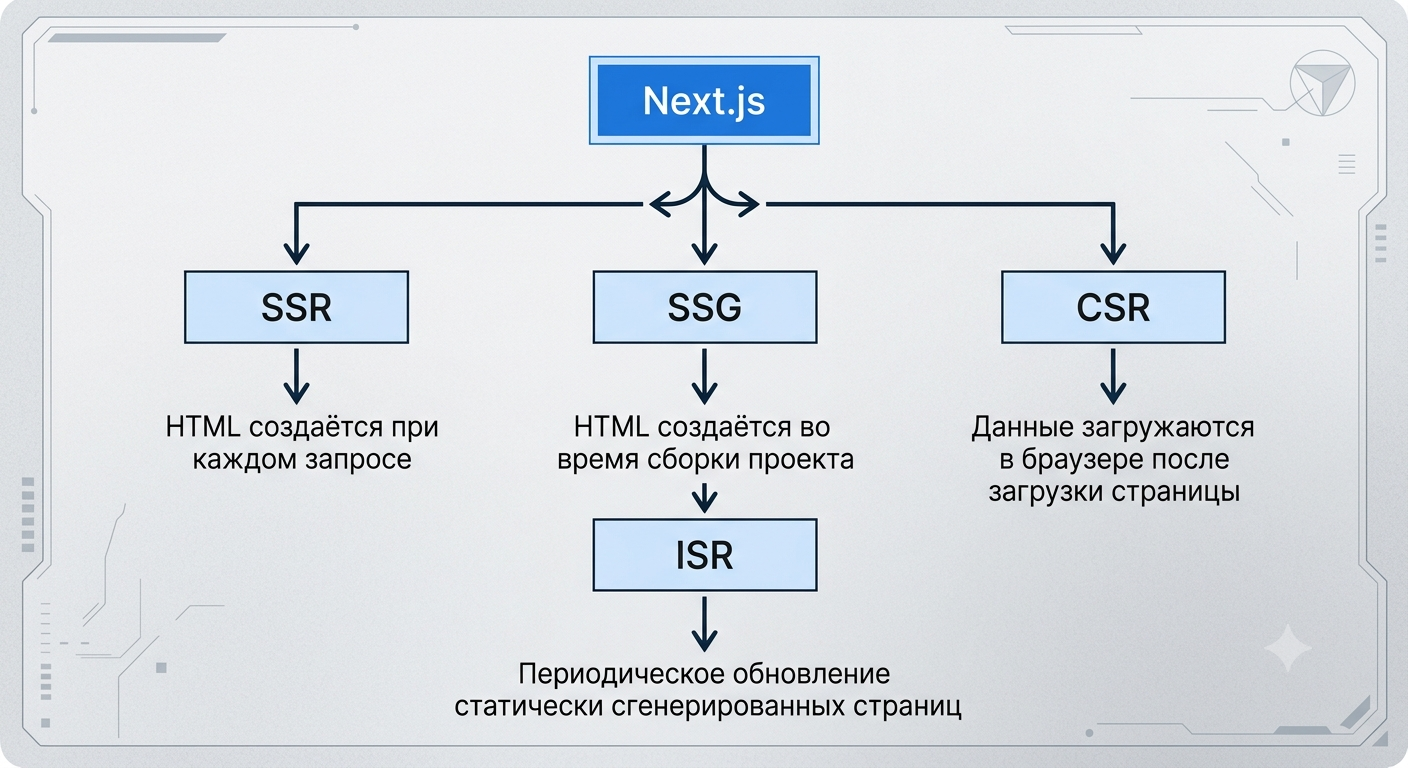 Next.js
SSR
SSG
CSR
HTML создаётся при
каждом запросе
HTML создаётся во
время сборки проекта
Данные загружаются
в браузере после
загрузки страницы
ISR
Периодическое обновление
статически сгенерированных страниц